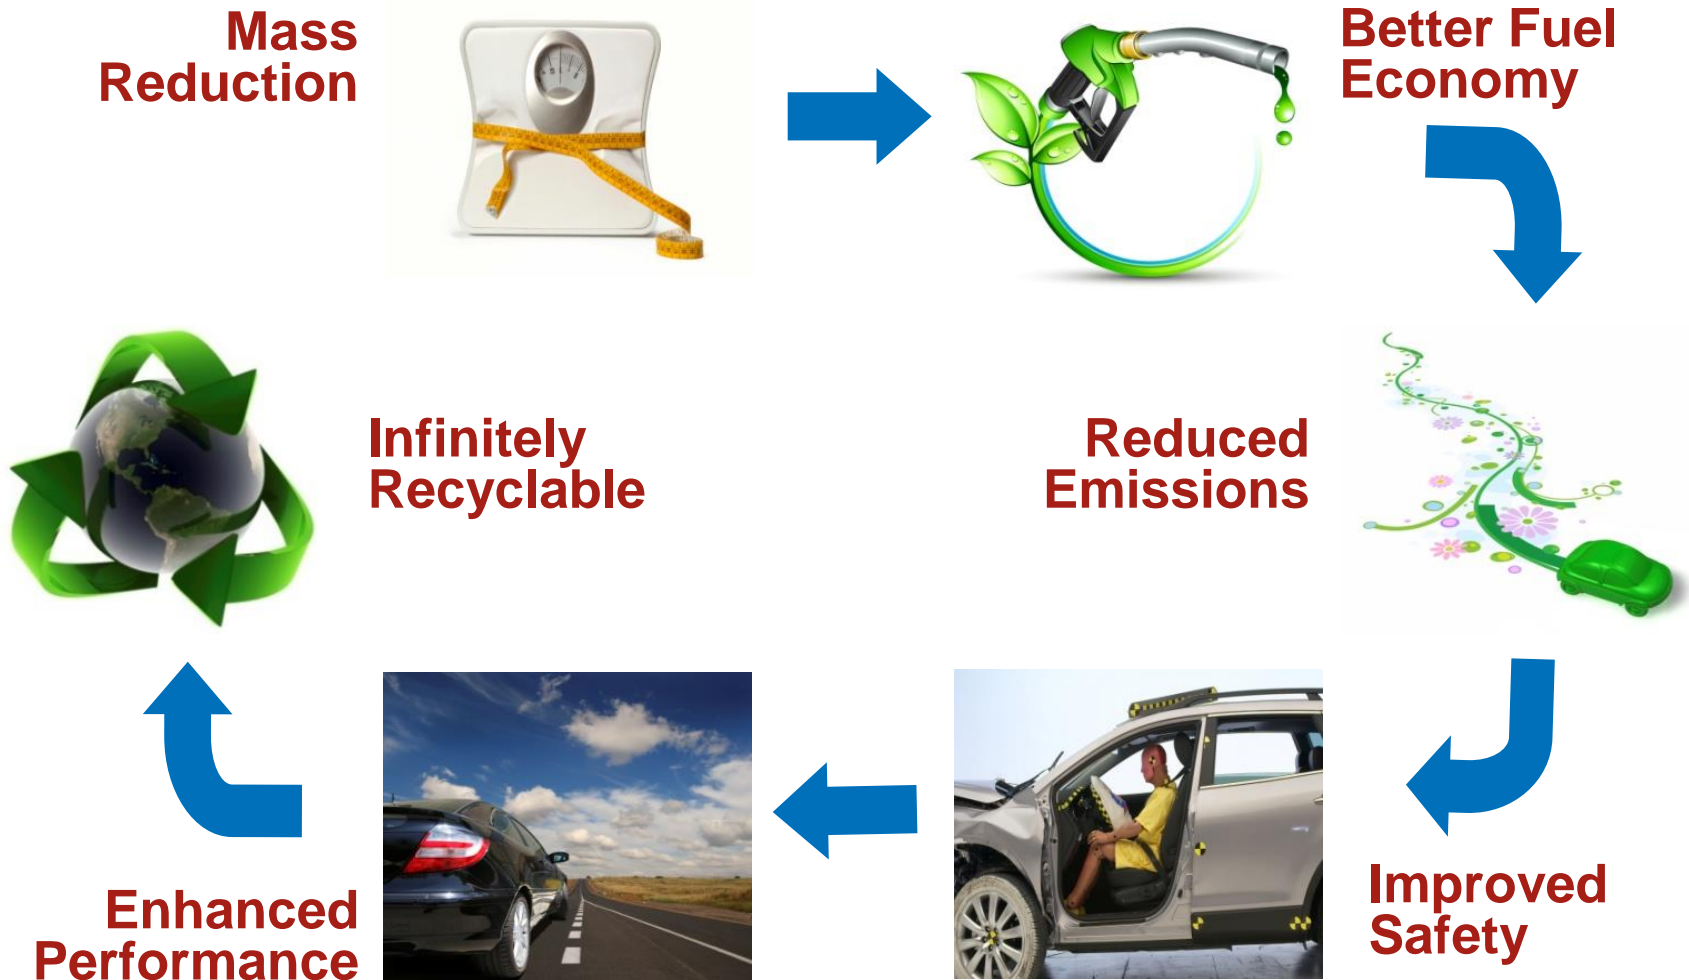 Mass
Reduction
Better Fuel
Economy
Reduced
Emissions
Improved
Safety
Enhanced
Performance
Infinitely
Recyclable